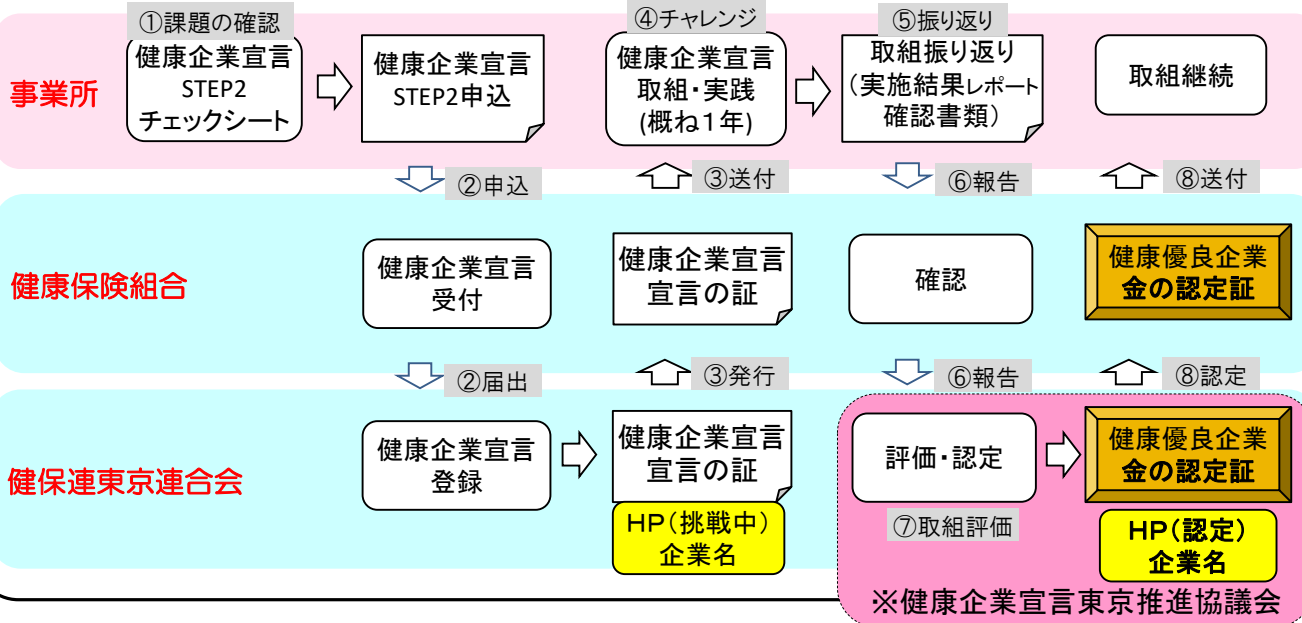 ①課題の確認
健康企業宣言
STEP2
チェックシート
健康企業宣言
STEP2申込
④チャレンジ
健康企業宣言
取組・実践
(概ね１年)
⑤振り返り
取組振り返り
(実施結果レポート
確認書類)
取組継続
事業所
②申込
③送付
⑥報告
⑧送付
健康保険組合
健康企業宣言
受付
健康企業宣言
宣言の証
確認
健康優良企業
金の認定証
②届出
③発行
⑥報告
⑧認定
健保連東京連合会
健康企業宣言
登録
健康企業宣言
宣言の証
ＨＰ(挑戦中)
企業名
評価・認定
⑦取組評価
健康優良企業
金の認定証
HP(認定)
企業名
※健康企業宣言東京推進協議会